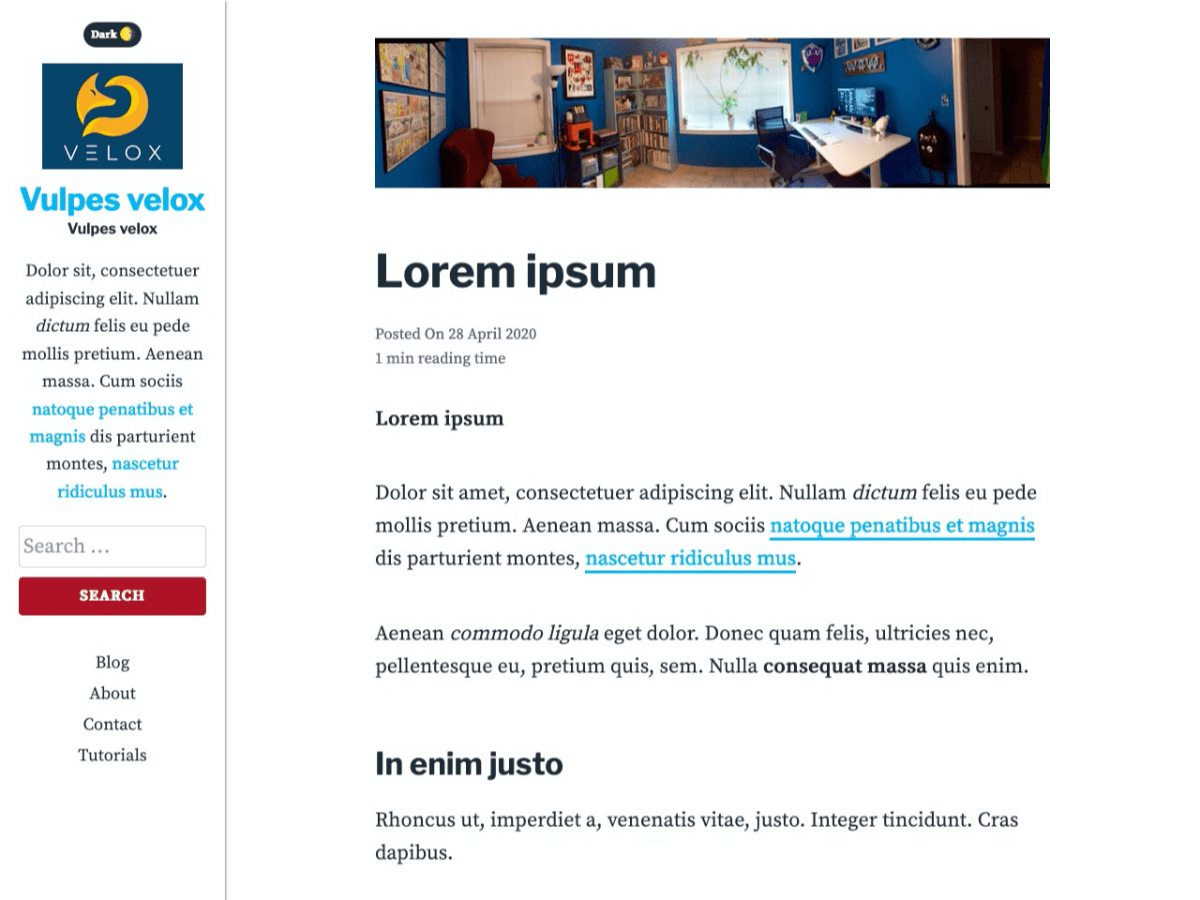 Dark
VELOX
Vulpes velox
Vulpes velox
Dolor sit, consectetuer
adipiscing elit. Nullam
dictum felis eu pede
mollis pretium. Aenean
massa. Cum sociis
natoque penatibus et
magnis dis parturient
montes, nascetur
ridiculus mus.
Search ...
SEARCH
Blog
About
Contact
Tutorials
Lorem ipsum
Posted On 28 April 2020
1 min reading time
Lorem ipsum
Dolor sit amet, consectetuer adipiscing elit. Nullam dictum felis eu pede
mollis pretium. Aenean massa. Cum sociis natoque penatibus et magnis
dis parturient montes, nascetur ridiculus mus.
Aenean commodo ligula eget dolor. Donec quam felis, ultricies nec,
pellentesque eu, pretium quis, sem. Nulla consequat massa quis enim.
In enim justo
Rhoncus ut, imperdiet a, venenatis vitae, justo. Integer tincidunt. Cras
dapibus.